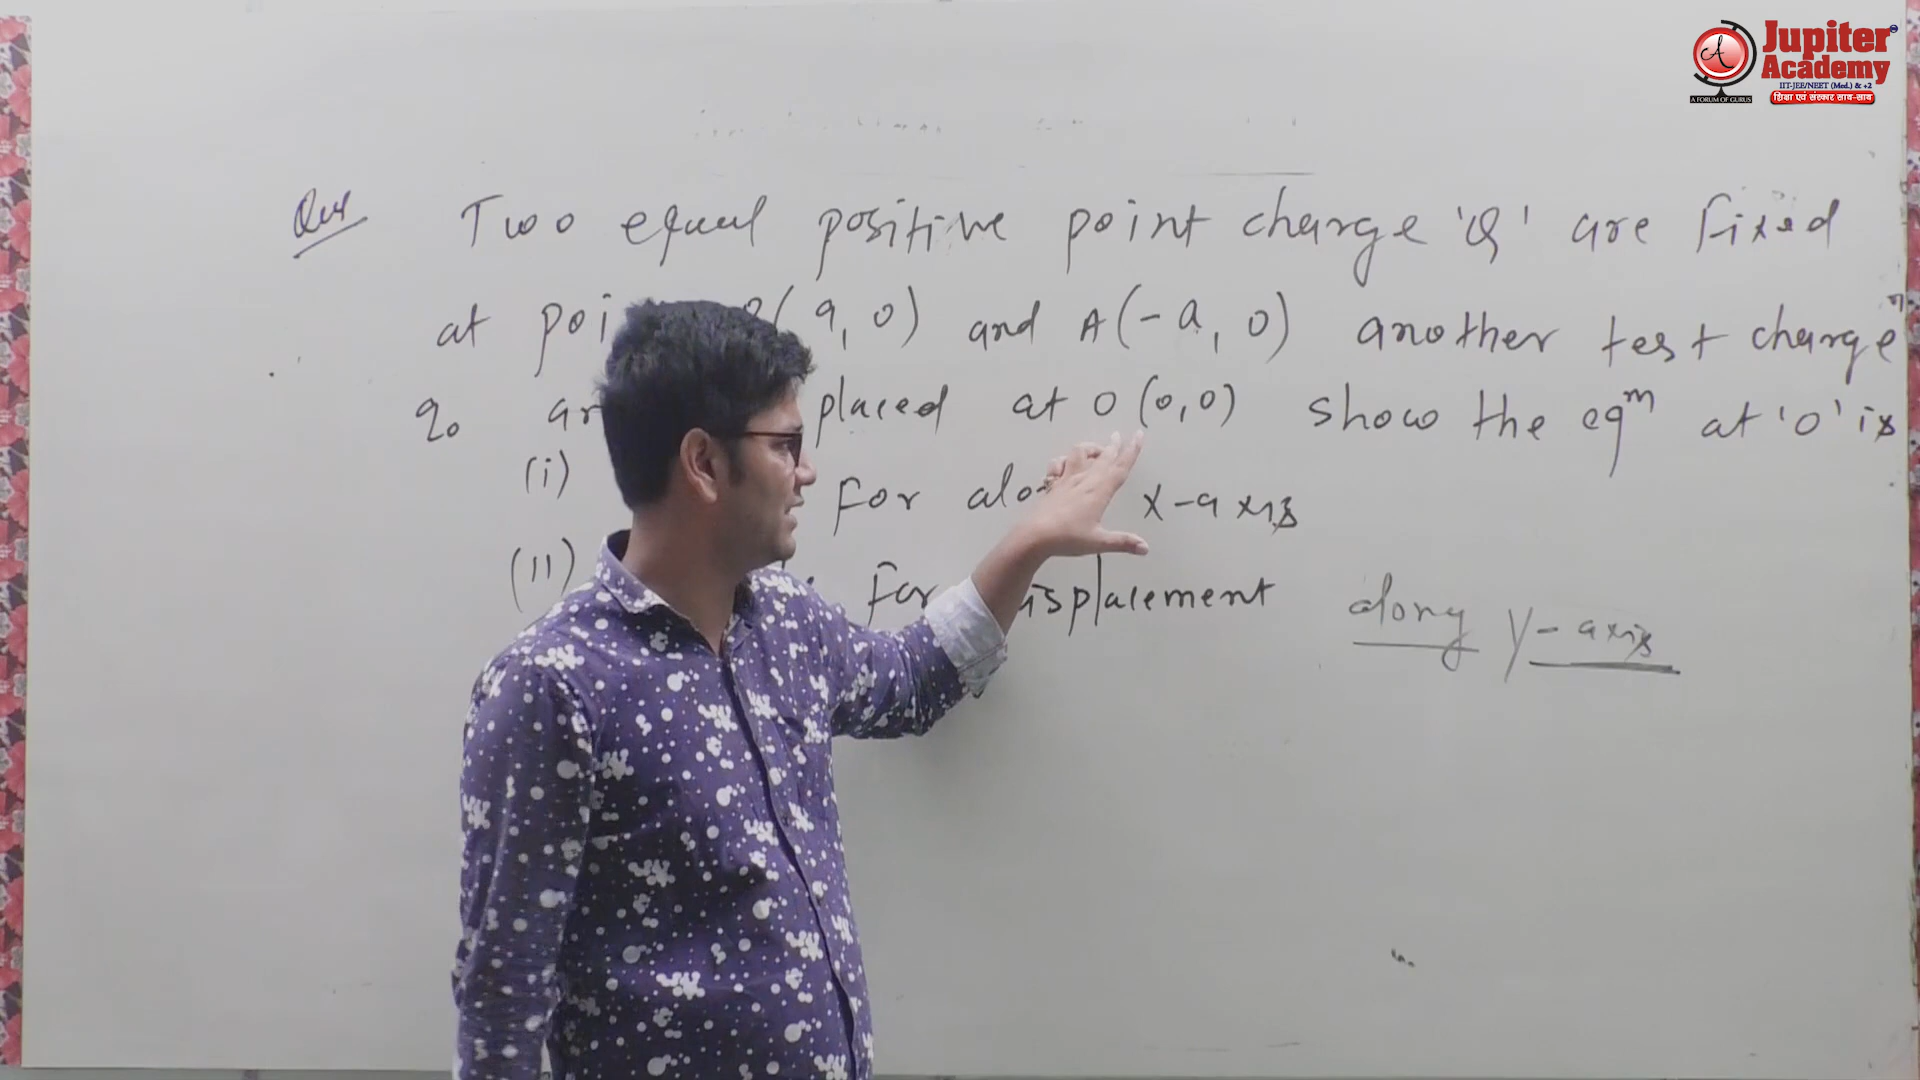 Jupiter
Academy
IIT-JEE/NEET (Med.) & +2
A FORUM OF GURUS
शिक्षा एवं संस्कार साथ-साथ
Que Two equal positive point charge 'Q' are Fixed
at poi (a, 0) and A(-a, 0) another test charge
q₀ ar placed at O (0,0) show the eqᵐ at 'O' is
(i) For alon X-axis
(ii) For isplacement along Y-axis